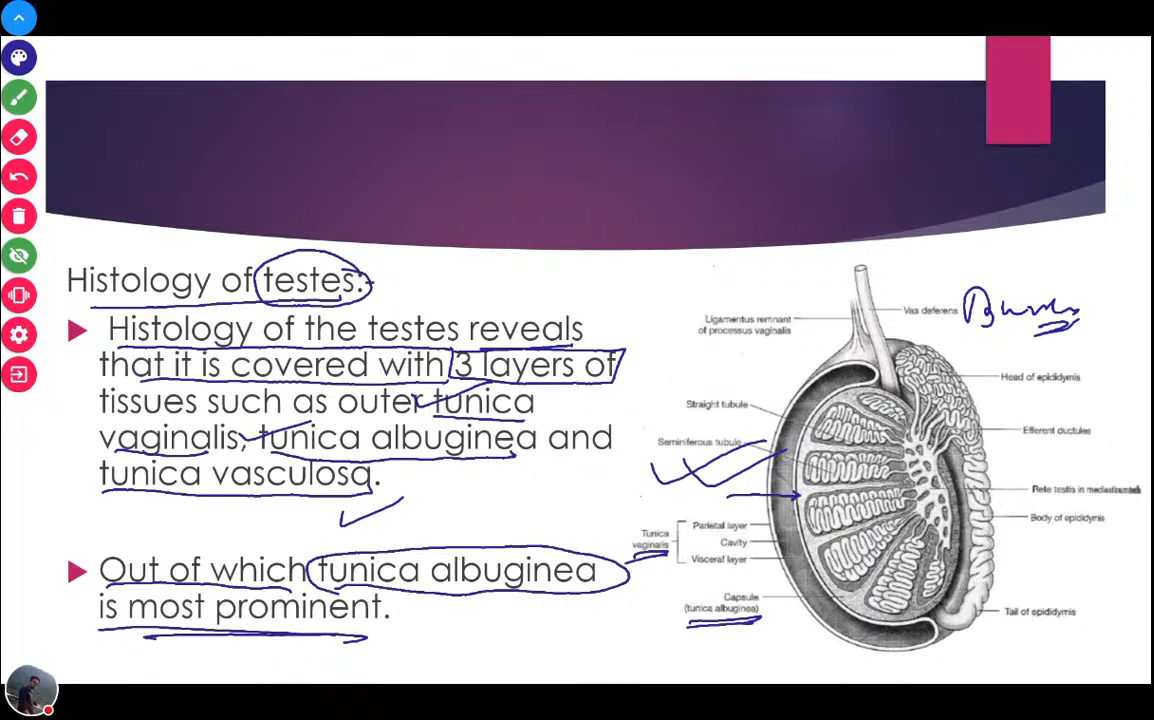 Histology of testes:-
Histology of the testes reveals
that it is covered with 3 layers of
tissues such as outer tunica
vaginalis, tunica albuginea and
tunica vasculosa.
Out of which tunica albuginea
is most prominent.
Vas deferens
Ligamentus remnant
of processus vaginalis
Head of epididymis
Straight tubule
Efferent ductules
Seminiferous tubule
Rete testis in mediastinum testis
Body of epididymis
Tunica
vaginalis
Parietal layer
Cavity
Visceral layer
Capsule
(tunica albuginea)
Tail of epididymis